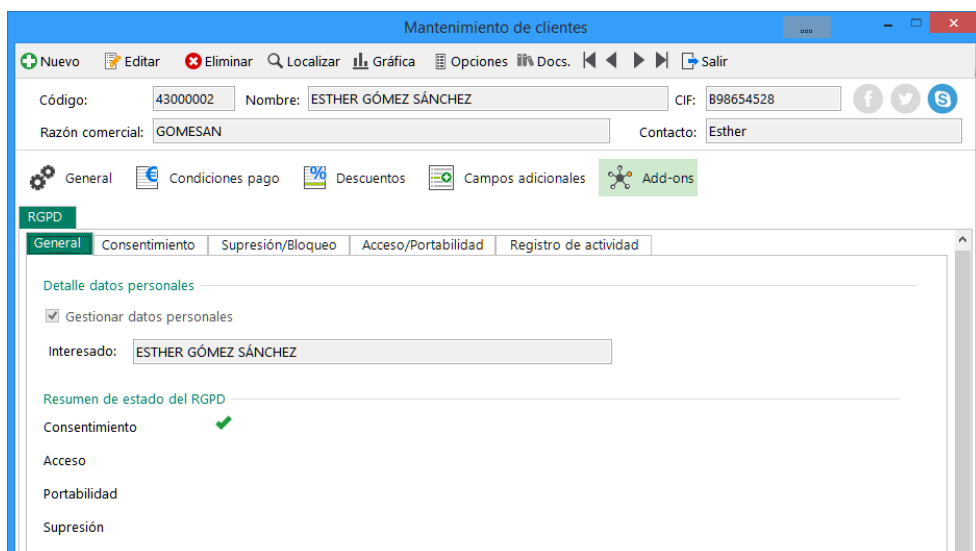 Mantenimiento de clientes
Nuevo Editar Eliminar Localizar Gráfica Opciones Docs. Salir
Código: 43000002 Nombre: ESTHER GÓMEZ SÁNCHEZ CIF: B98654528
Razón comercial: GOMESAN Contacto: Esther
General Condiciones pago Descuentos Campos adicionales Add-ons
RGPD
General Consentimiento Supresión/Bloqueo Acceso/Portabilidad Registro de actividad
Detalle datos personales
Gestionar datos personales
Interesado: ESTHER GÓMEZ SÁNCHEZ
Resumen de estado del RGPD
Consentimiento
Acceso
Portabilidad
Supresión